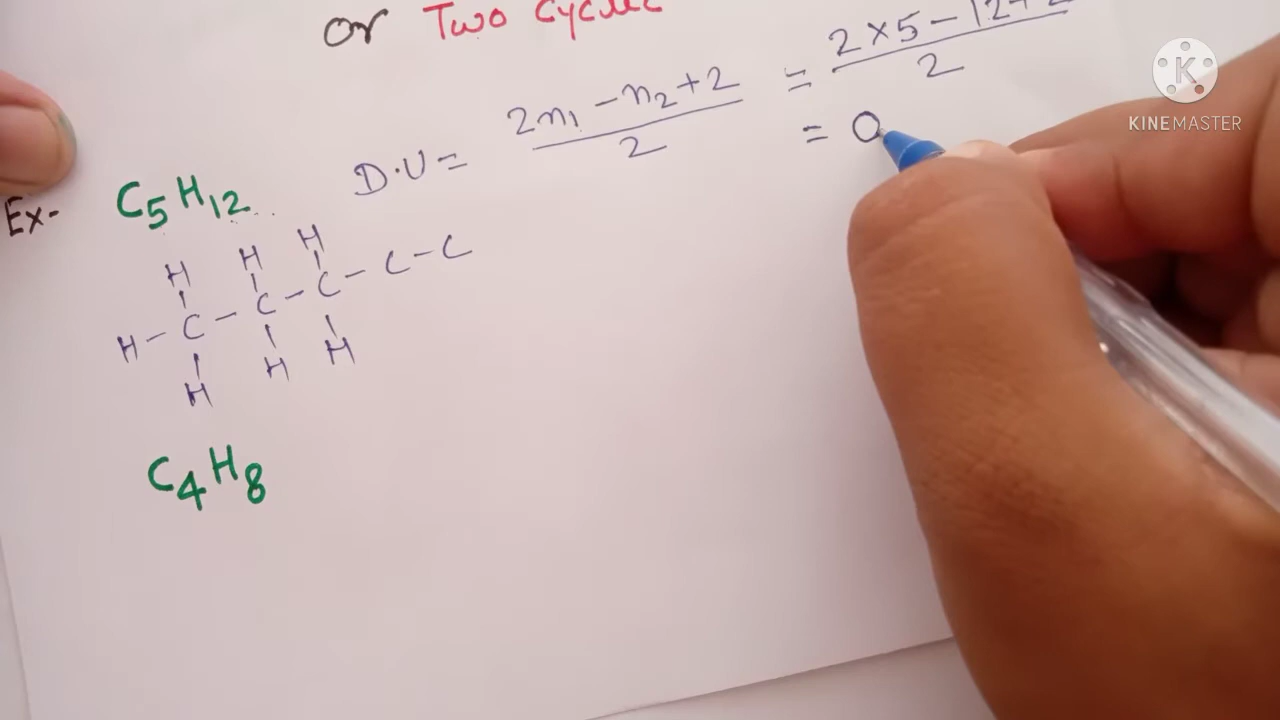 or Two Cyclic
D.U = 2n₁ - n₂ + 2 / 2 = 2 × 5 - 12 + 2 / 2
= 0
Ex- C₅H₁₂
H H H
H - C - C - C - C - C
H H H
C₄H₈
K
KINEMASTER